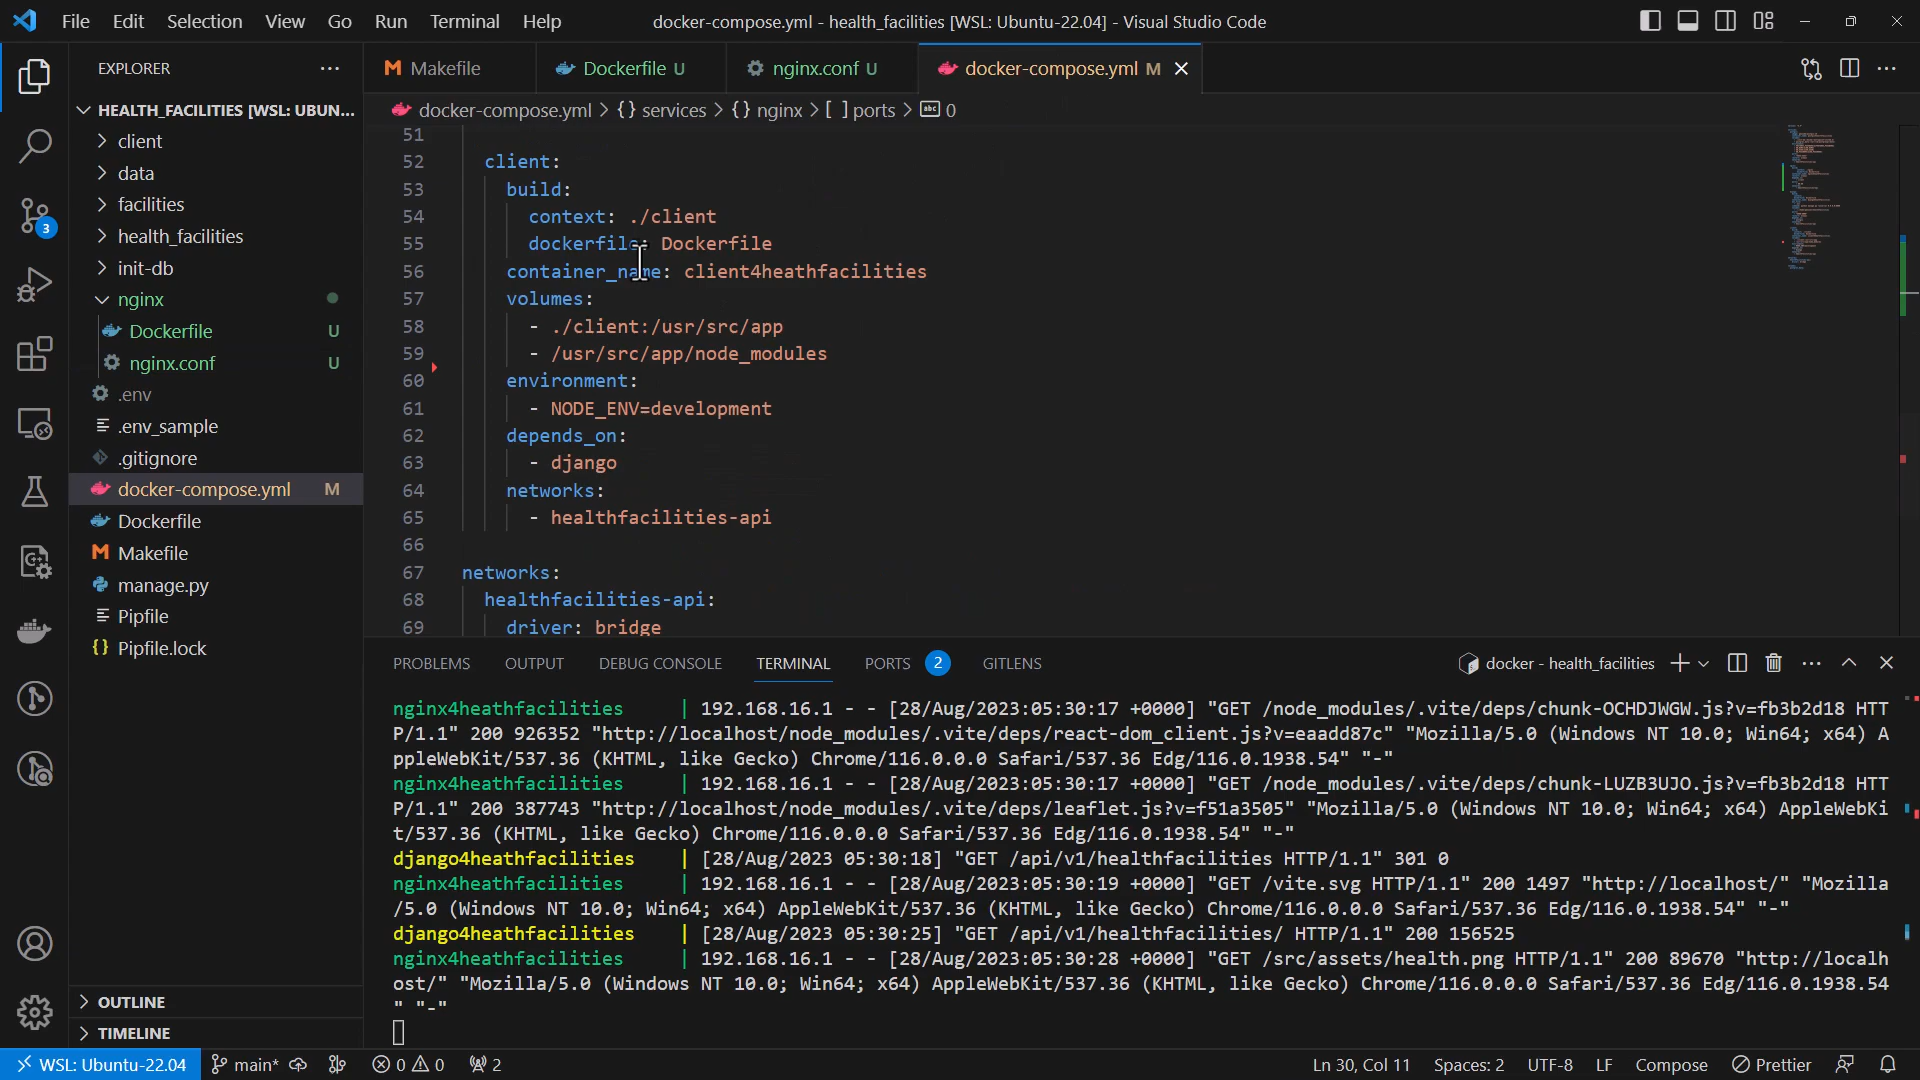 File Edit Selection View Go Run Terminal Help
docker-compose.yml - health_facilities [WSL: Ubuntu-22.04] - Visual Studio Code
EXPLORER
HEALTH_FACILITIES [WSL: UBUN...
client
data
facilities
health_facilities
init-db
nginx
Dockerfile U
nginx.conf U
.env
.env_sample
.gitignore
docker-compose.yml M
Dockerfile
Makefile
manage.py
Pipfile
Pipfile.lock
OUTLINE
TIMELINE
3
Makefile
Dockerfile U
nginx.conf U
docker-compose.yml M
docker-compose.yml > {} services > {} nginx > [ ] ports > abc 0
51
52 client:
53 build:
54 context: ./client
55 dockerfile: Dockerfile
56 container_name: client4heathfacilities
57 volumes:
58 - ./client:/usr/src/app
59 - /usr/src/app/node_modules
60 environment:
61 - NODE_ENV=development
62 depends_on:
63 - django
64 networks:
65 - healthfacilities-api
66
67 networks:
68 healthfacilities-api:
69 driver: bridge
PROBLEMS OUTPUT DEBUG CONSOLE TERMINAL PORTS 2 GITLENS
docker - health_facilities
nginx4heathfacilities | 192.168.16.1 - - [28/Aug/2023:05:30:17 +0000] "GET /node_modules/.vite/deps/chunk-OCHDJWGW.js?v=fb3b2d18 HTT
P/1.1" 200 926352 "http://localhost/node_modules/.vite/deps/react-dom_client.js?v=eaadd87c" "Mozilla/5.0 (Windows NT 10.0; Win64; x64) A
ppleWebKit/537.36 (KHTML, like Gecko) Chrome/116.0.0.0 Safari/537.36 Edg/116.0.1938.54" "-"
nginx4heathfacilities | 192.168.16.1 - - [28/Aug/2023:05:30:17 +0000] "GET /node_modules/.vite/deps/chunk-LUZB3UJO.js?v=fb3b2d18 HTT
P/1.1" 200 387743 "http://localhost/node_modules/.vite/deps/leaflet.js?v=f51a3505" "Mozilla/5.0 (Windows NT 10.0; Win64; x64) AppleWebKi
t/537.36 (KHTML, like Gecko) Chrome/116.0.0.0 Safari/537.36 Edg/116.0.1938.54" "-"
django4heathfacilities | [28/Aug/2023 05:30:18] "GET /api/v1/healthfacilities HTTP/1.1" 301 0
nginx4heathfacilities | 192.168.16.1 - - [28/Aug/2023:05:30:19 +0000] "GET /vite.svg HTTP/1.1" 200 1497 "http://localhost/" "Mozilla
/5.0 (Windows NT 10.0; Win64; x64) AppleWebKit/537.36 (KHTML, like Gecko) Chrome/116.0.0.0 Safari/537.36 Edg/116.0.1938.54" "-"
django4heathfacilities | [28/Aug/2023 05:30:25] "GET /api/v1/healthfacilities/ HTTP/1.1" 200 156525
nginx4heathfacilities | 192.168.16.1 - - [28/Aug/2023:05:30:28 +0000] "GET /src/assets/health.png HTTP/1.1" 200 89670 "http://localh
ost/" "Mozilla/5.0 (Windows NT 10.0; Win64; x64) AppleWebKit/537.36 (KHTML, like Gecko) Chrome/116.0.0.0 Safari/537.36 Edg/116.0.1938.54
" "-"
WSL: Ubuntu-22.04 main* 0 0 2 Ln 30, Col 11 Spaces: 2 UTF-8 LF Compose Prettier